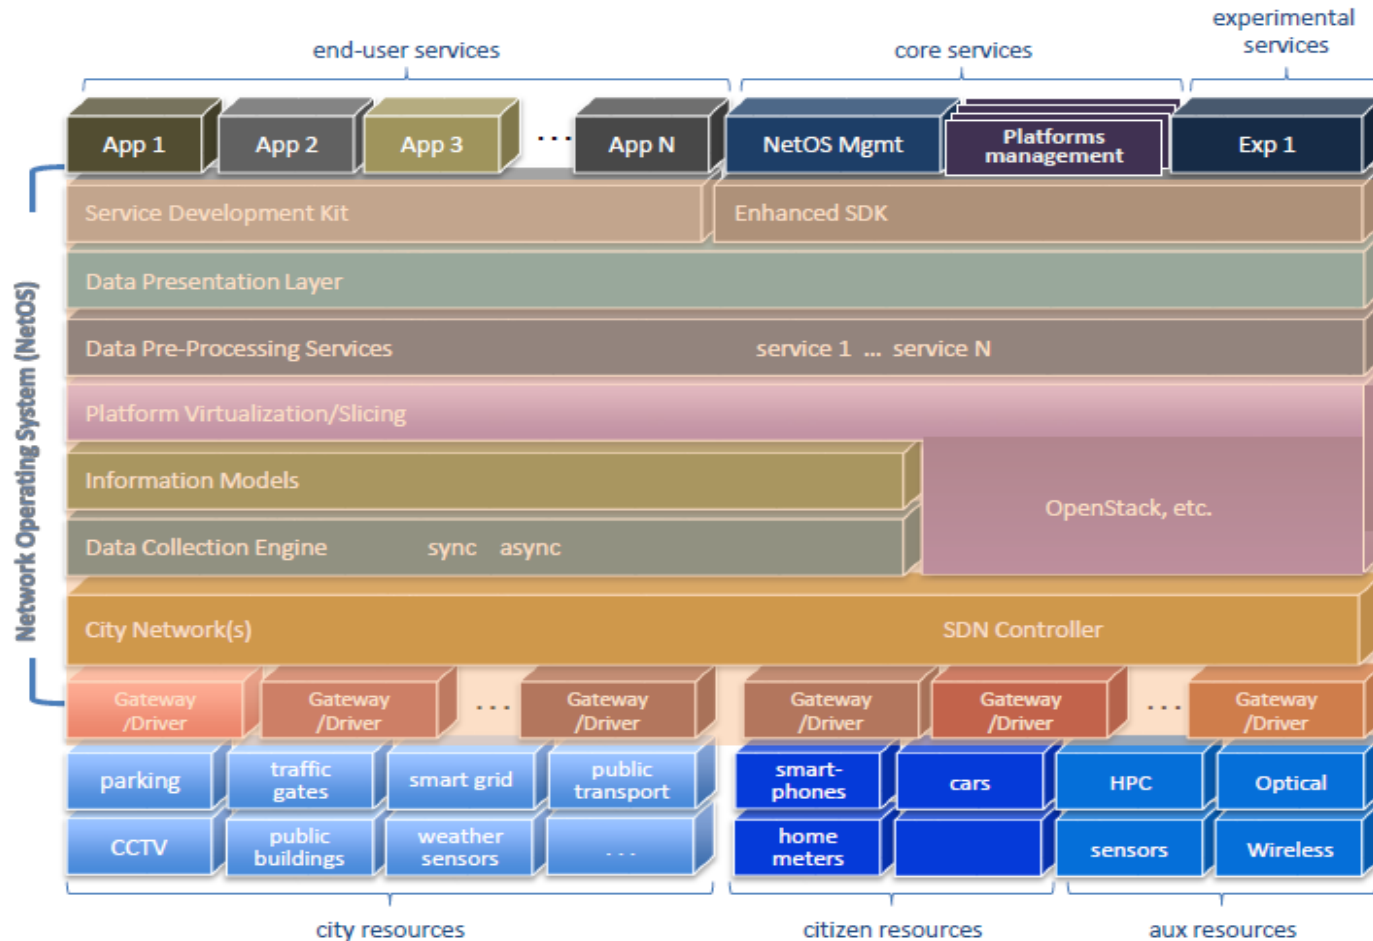 experimental
services
end-user services
core services
App 1
App 2
App 3
...
App N
NetOS Mgmt
Platforms
management
Exp 1
Network Operating System (NetOS)
Service Development Kit
Enhanced SDK
Data Presentation Layer
Data Pre-Processing Services
service 1 ... service N
Platform Virtualization/Slicing
Information Models
OpenStack, etc.
Data Collection Engine
sync async
City Network(s)
SDN Controller
Gateway
/Driver
Gateway
/Driver
...
Gateway
/Driver
Gateway
/Driver
Gateway
/Driver
...
Gateway
/Driver
parking
traffic
gates
smart grid
public
transport
smart-
phones
cars
HPC
Optical
CCTV
public
buildings
weather
sensors
...
home
meters
sensors
Wireless
city resources
citizen resources
aux resources